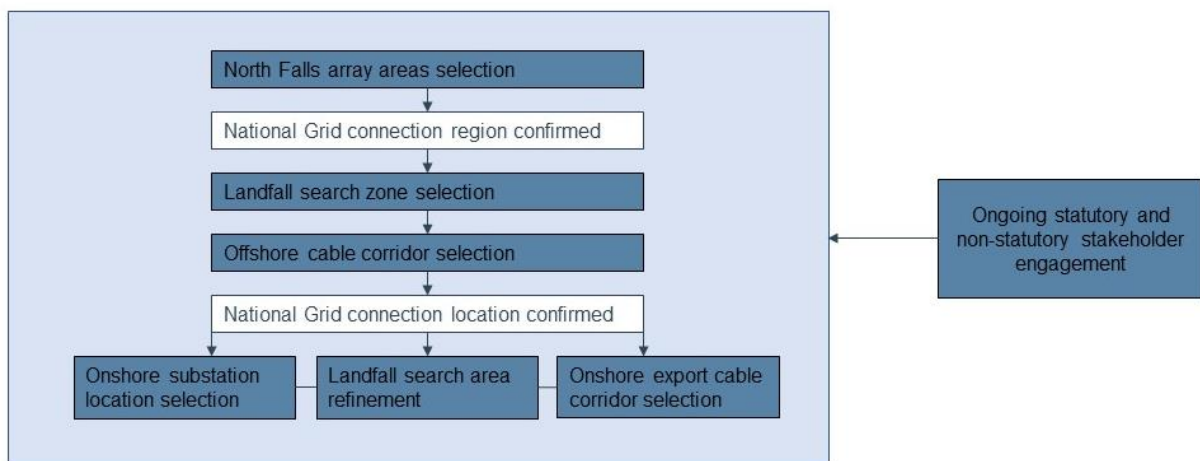 North Falls array areas selection
National Grid connection region confirmed
Landfall search zone selection
Offshore cable corridor selection
National Grid connection location confirmed
Onshore substation
location selection
Landfall search area
refinement
Onshore export cable
corridor selection
Ongoing statutory and
non-statutory stakeholder
engagement